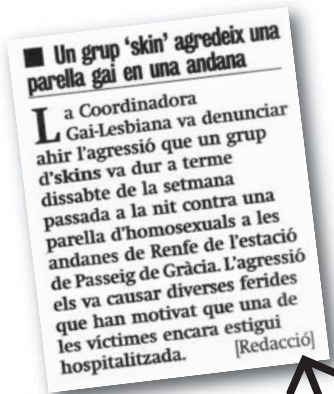 ■ Un grup ‘skin’ agredeix una
parella gai en una andana
La Coordinadora
Gai-Lesbiana va denunciar
ahir l'agressió que un grup
d'skins va dur a terme
dissabte de la setmana
passada a la nit contra una
parella d'homosexuals a les
andanes de Renfe de l'estació
de Passeig de Gràcia. L'agressió
els va causar diverses ferides
que han motivat que una de
les víctimes encara estigui
hospitalitzada. [Redacció]